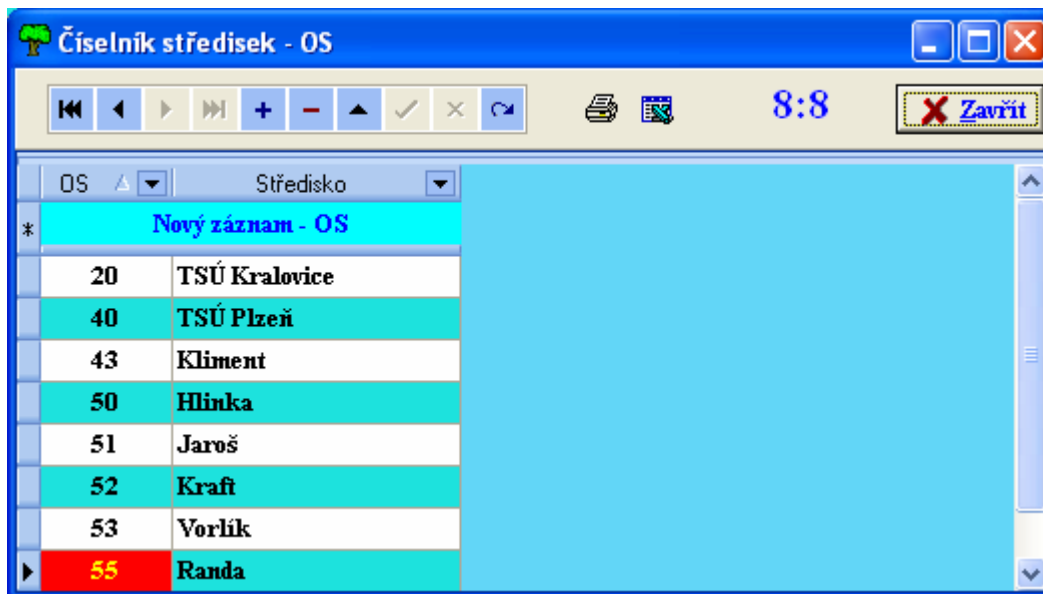 Číselník středisek - OS
8:8 Zavřít
OS Středisko
* Nový záznam - OS
20 TSÚ Kralovice
40 TSÚ Plzeň
43 Kliment
50 Hlinka
51 Jaroš
52 Kraft
53 Vorlík
55 Randa